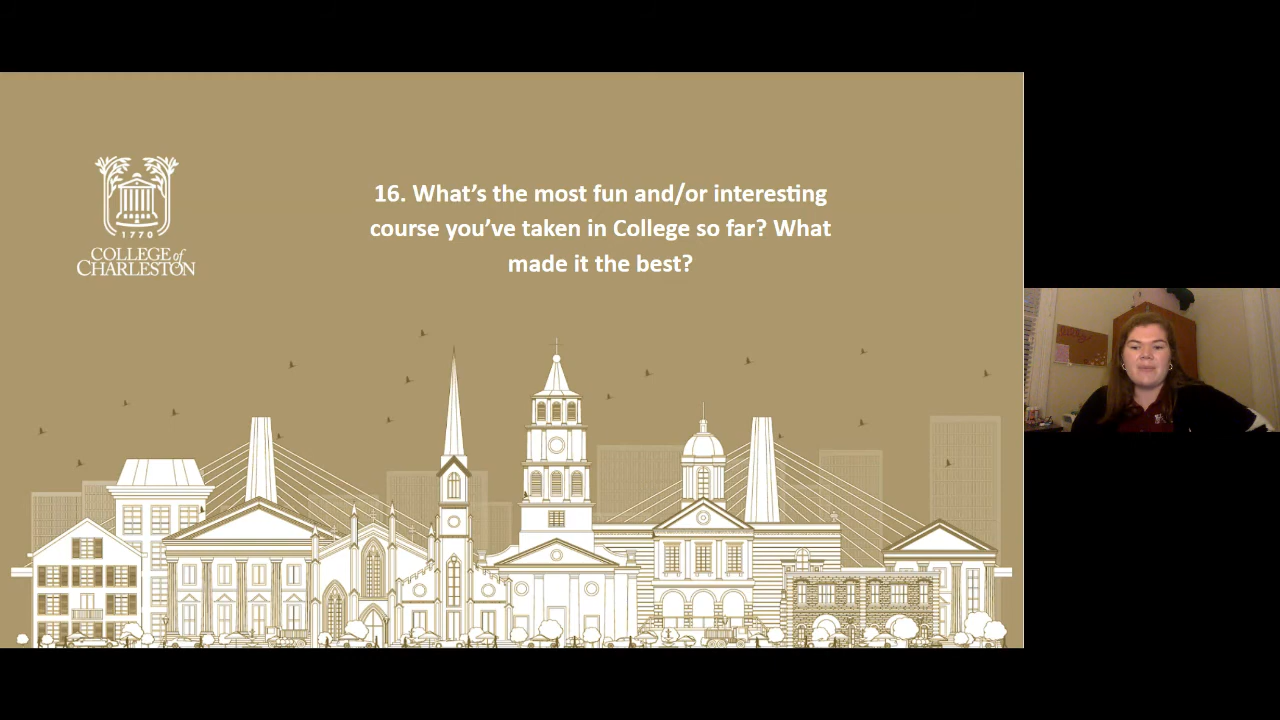 16. What's the most fun and/or interesting
course you've taken in College so far? What
made it the best?
1770
COLLEGE of
CHARLESTON